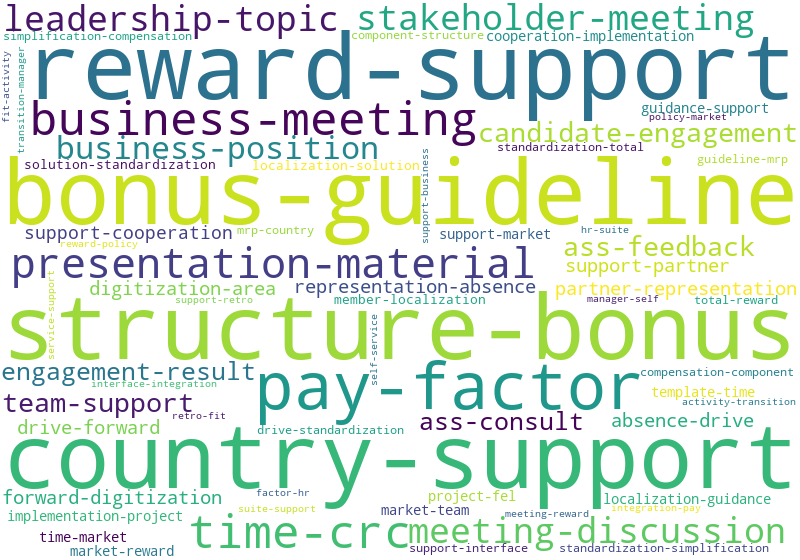 leadership-topic
stakeholder-meeting
simplification-compensation
component-structure
cooperation-implementation
reward-support
fit-activity
transition-manager
business-meeting
guidance-support
policy-market
candidate-engagement
business-position
standardization-total
solution-standardization
localization-solution
support-business
guideline-mrp
bonus-guideline
support-cooperation
mrp-country
support-market
hr-suite
reward-policy
ass-feedback
presentation-material
support-partner
service-support
digitization-area
representation-absence
partner-representation
support-retro
member-localization
manager-self
total-reward
structure-bonus
self-service
engagement-result
interface-integration
pay-factor
compensation-component
template-time
activity-transition
team-support
retro-fit
ass-consult
absence-drive
drive-forward
drive-standardization
country-support
forward-digitization
factor-hr
project-fel
localization-guidance
suite-support
integration-pay
implementation-project
market-team
meeting-reward
time-crc
meeting-discussion
time-market
market-reward
support-interface
standardization-simplification